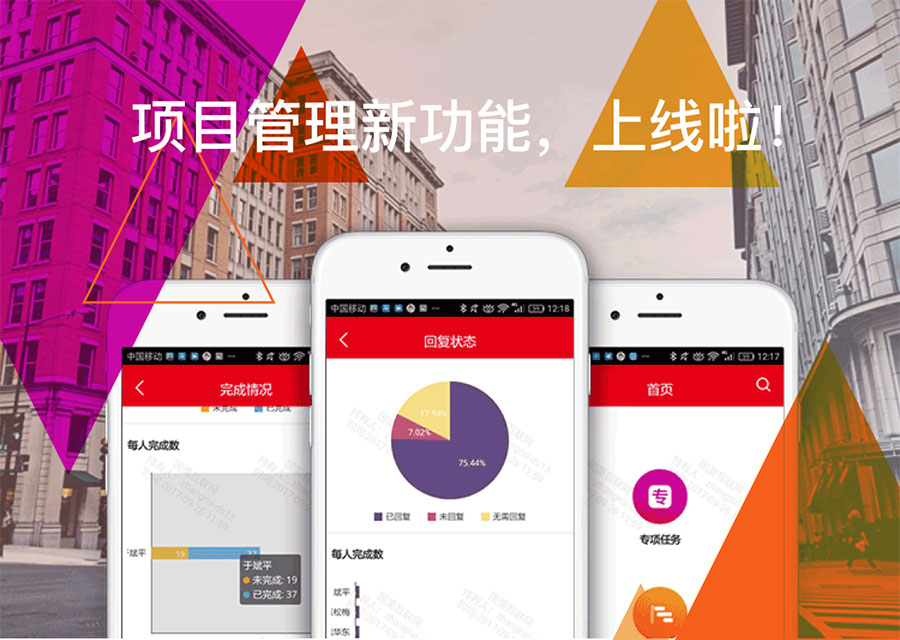 项目管理新功能，上线啦！
中国移动
完成情况
未完成 已完成
每人完成数
斌平
19 37
于斌平
未完成: 19
已完成: 37
中国移动 99 12:18
回复状态
17.54%
7.02%
75.44%
已回复 未回复 无需回复
每人完成数
斌平
松梅
华东
99 12:17
首页
专
专项任务